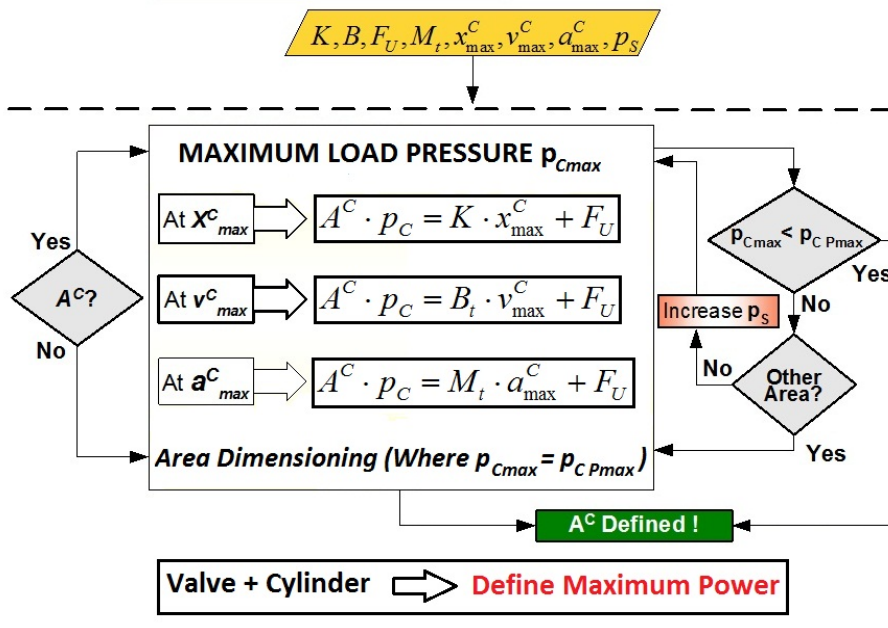 K, B, F_U, M_t, x^C_max, v^C_max, a^C_max, p_S
MAXIMUM LOAD PRESSURE p_Cmax
At X^C_max
A^C · p_C = K · x^C_max + F_U
At v^C_max
A^C · p_C = B_t · v^C_max + F_U
At a^C_max
A^C · p_C = M_t · a^C_max + F_U
Area Dimensioning (Where p_Cmax = p_C Pmax)
Yes
A^C?
No
p_Cmax < p_C Pmax
Yes
No
Increase p_S
No
Other
Area?
Yes
A^C Defined !
Valve + Cylinder
Define Maximum Power